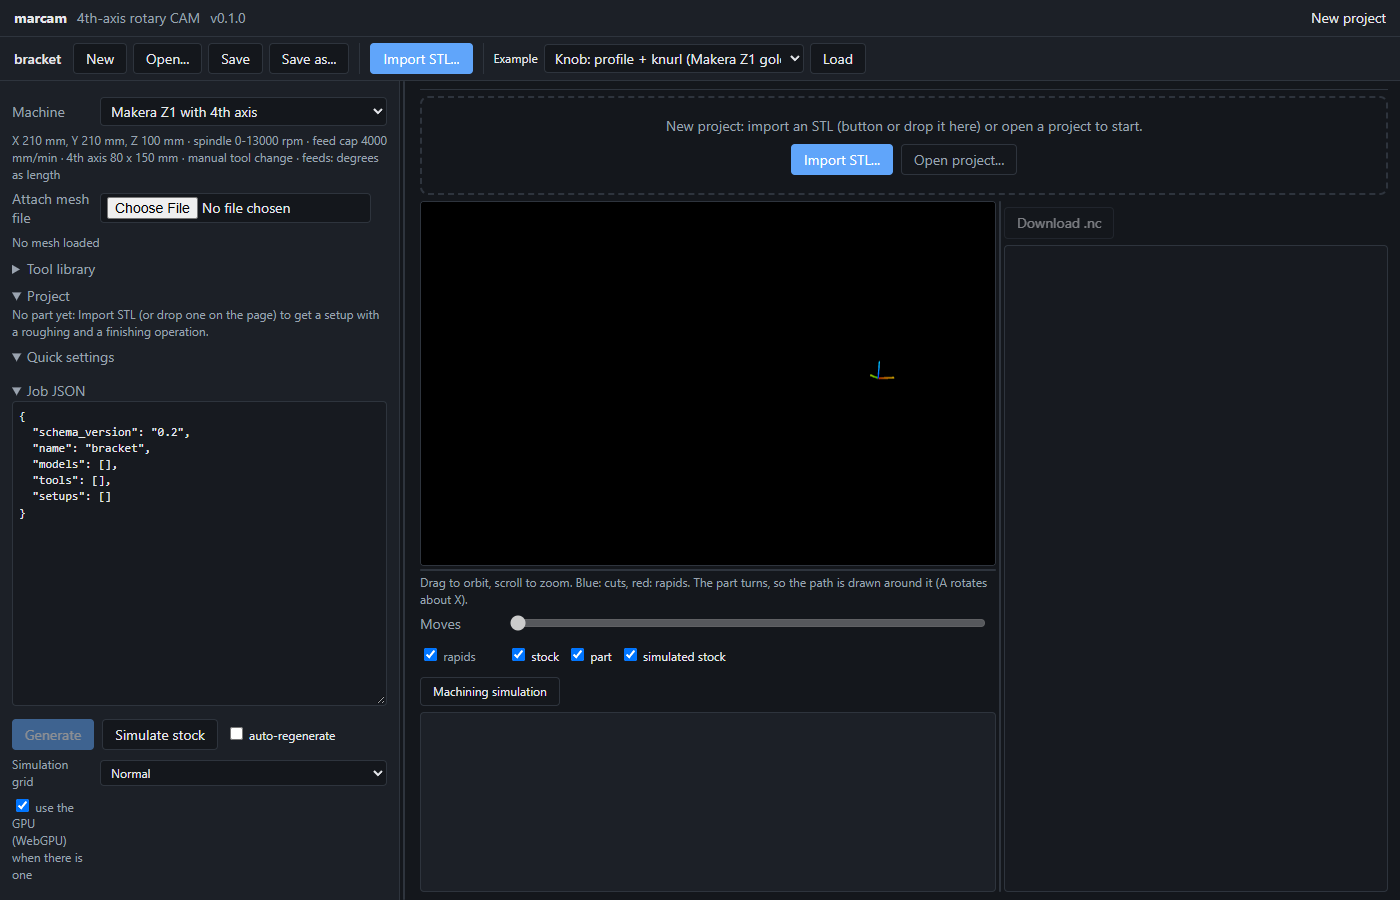 marcam 4th-axis rotary CAM v0.1.0
New project
bracket New Open... Save Save as... Import STL... Example Knob: profile + knurl (Makera Z1 gol Load
Machine Makera Z1 with 4th axis
X 210 mm, Y 210 mm, Z 100 mm · spindle 0-13000 rpm · feed cap 4000
mm/min · 4th axis 80 x 150 mm · manual tool change · feeds: degrees
as length
Attach mesh
file
Choose File No file chosen
No mesh loaded
Tool library
Project
No part yet: Import STL (or drop one on the page) to get a setup with
a roughing and a finishing operation.
Quick settings
Job JSON
{
"schema_version": "0.2",
"name": "bracket",
"models": [],
"tools": [],
"setups": []
}
Generate Simulate stock auto-regenerate
Simulation
grid
Normal
use the
GPU
(WebGPU)
when there is
one
New project: import an STL (button or drop it here) or open a project to start.
Import STL... Open project...
Drag to orbit, scroll to zoom. Blue: cuts, red: rapids. The part turns, so the path is drawn around it (A rotates
about X).
Moves
rapids stock part simulated stock
Machining simulation
Download .nc